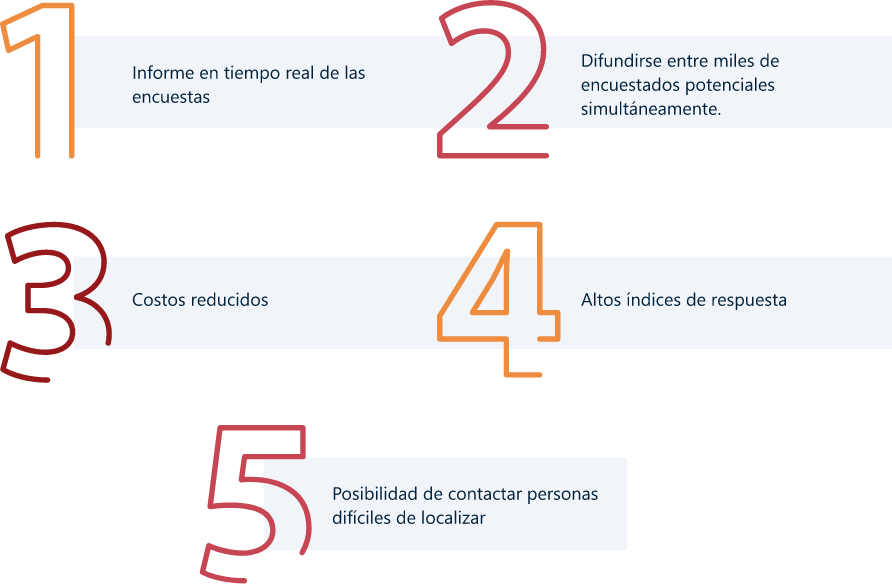 1
Informe en tiempo real de las
encuestas
2
Difundirse entre miles de
encuestados potenciales
simultáneamente.
3
Costos reducidos
4
Altos índices de respuesta
5
Posibilidad de contactar personas
difíciles de localizar